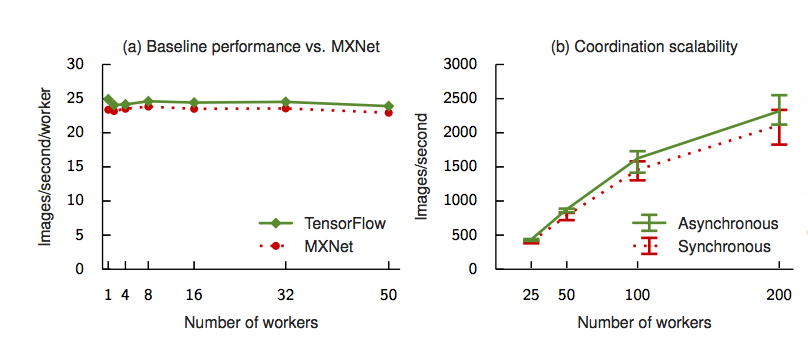 (a) Baseline performance vs. MXNet
30
25
20
15
10
5
0
Images/second/worker
TensorFlow
MXNet
1 4 8 16 32 50
Number of workers
(b) Coordination scalability
3000
2500
2000
1500
1000
500
0
Images/second
Asynchronous
Synchronous
25 50 100 200
Number of workers